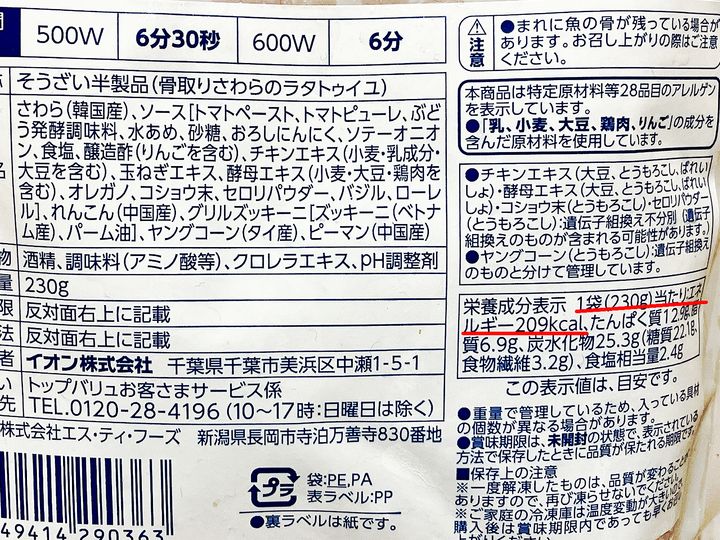 500W 6分30秒 600W 6分
そうざい半製品(骨取りさわらのラタトゥイユ)
さわら(韓国産)、ソース[トマトペースト、トマトピューレ、ぶど
う発酵調味料、水あめ、砂糖、おろしにんにく、ソテーオニオ
ン、食塩、醸造酢(りんごを含む)、チキンエキス(小麦・乳成分・
大豆を含む)、玉ねぎエキス、酵母エキス(小麦・大豆・鶏肉を
含む)、オレガノ、コショウ末、セロリパウダー、バジル、ローレ
ル]、れんこん(中国産)、グリルズッキーニ[ズッキーニ(ベトナ
ム産)、パーム油]、ヤングコーン(タイ産)、ピーマン(中国産)
名
物 酒精、調味料(アミノ酸等)、クロレラエキス、pH調整剤
量 230g
限 反対面右上に記載
法 反対面右上に記載
者 イオン株式会社 千葉県千葉市美浜区中瀬1-5-1
い トップバリュお客さまサービス係
先 TEL.0120-28-4196 (10～17時:日曜日は除く)
株式会社エス・ティ・フーズ 新潟県長岡市寺泊万善寺830番地
49414 290363
プラ
袋:PE,PA
表ラベル:PP
●裏ラベルは紙です。
注意
●まれに魚の骨が残っている場合が
あります。お召し上がりの際はご注意
ください。
本商品は特定原材料等28品目のアレルゲン
を表示しています。
●「乳、小麦、大豆、鶏肉、りんご」の成分を
含んだ原材料を使用しています。
●チキンエキス(大豆、とうもろこし、ばれい
しょ)・酵母エキス(大豆、とうもろこし、ばれい
しょ)・コショウ末(とうもろこし)・セロリパウダー
(とうもろこし):遺伝子組換え不分別(遺伝子
組換えのものが含まれる可能性があります。)
●ヤングコーン(とうもろこし):遺伝子組換え
のものと分けて管理しています。
栄養成分表示 1袋(230g)当たり:エネ
ルギー 209kcal、たんぱく質12.9g、脂
質6.9g、炭水化物25.3g(糖質22.1g、
食物繊維3.2g)、食塩相当量2.4g
この表示値は、目安です。
●重量で管理しているため、入っている具材
の個数が異なる場合があります。
●賞味期限は、未開封の状態で、表示されている
方法で保存したときに品質が保たれる期限です。
■保存上の注意
※一度解凍したものは、品質が変わること
ありますので、再び凍らせないでください。
※ご家庭の冷凍庫は温度変化が大きい
購入後は賞味期限内であっても早く